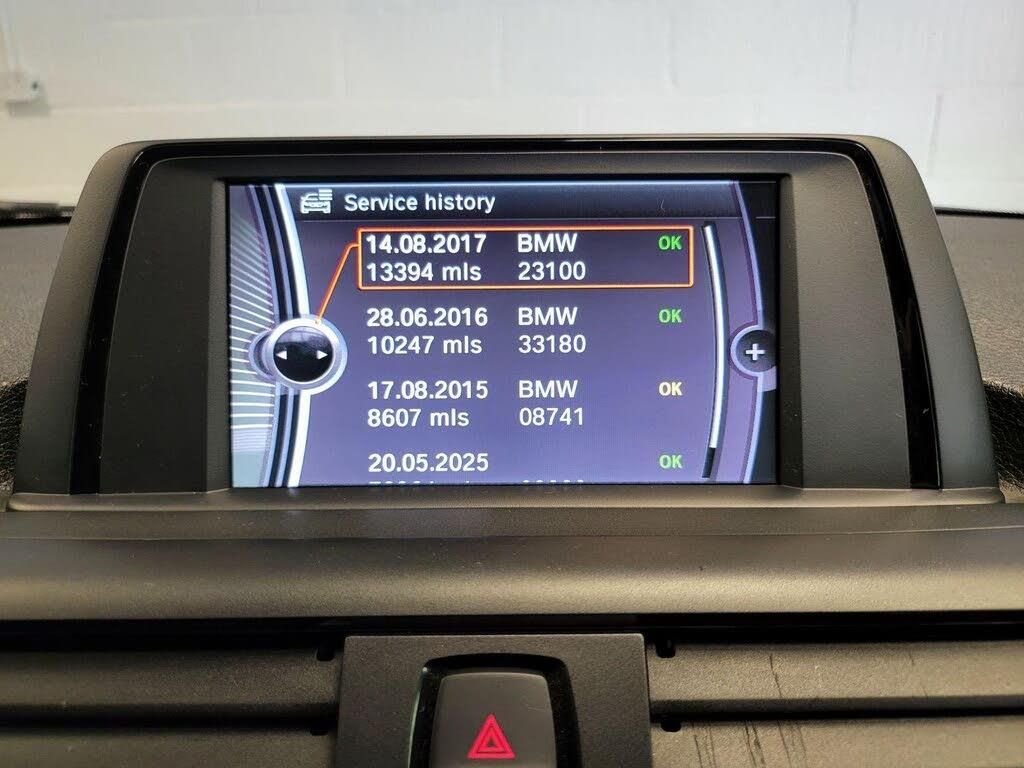 Service history
14.08.2017 BMW OK
13394 mls 23100
28.06.2016 BMW OK
10247 mls 33180
17.08.2015 BMW OK
8607 mls 08741
20.05.2025 OK
+